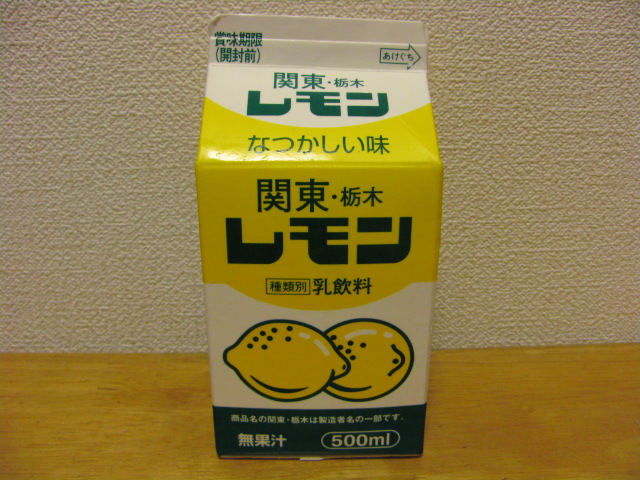 賞味期限
(開封前)
あけぐち
関東・栃木
レモン
なつかしい味
関東・栃木
レモン
種類別 乳飲料
商品名の関東・栃木は製造者名の一部です。
無果汁 500ml